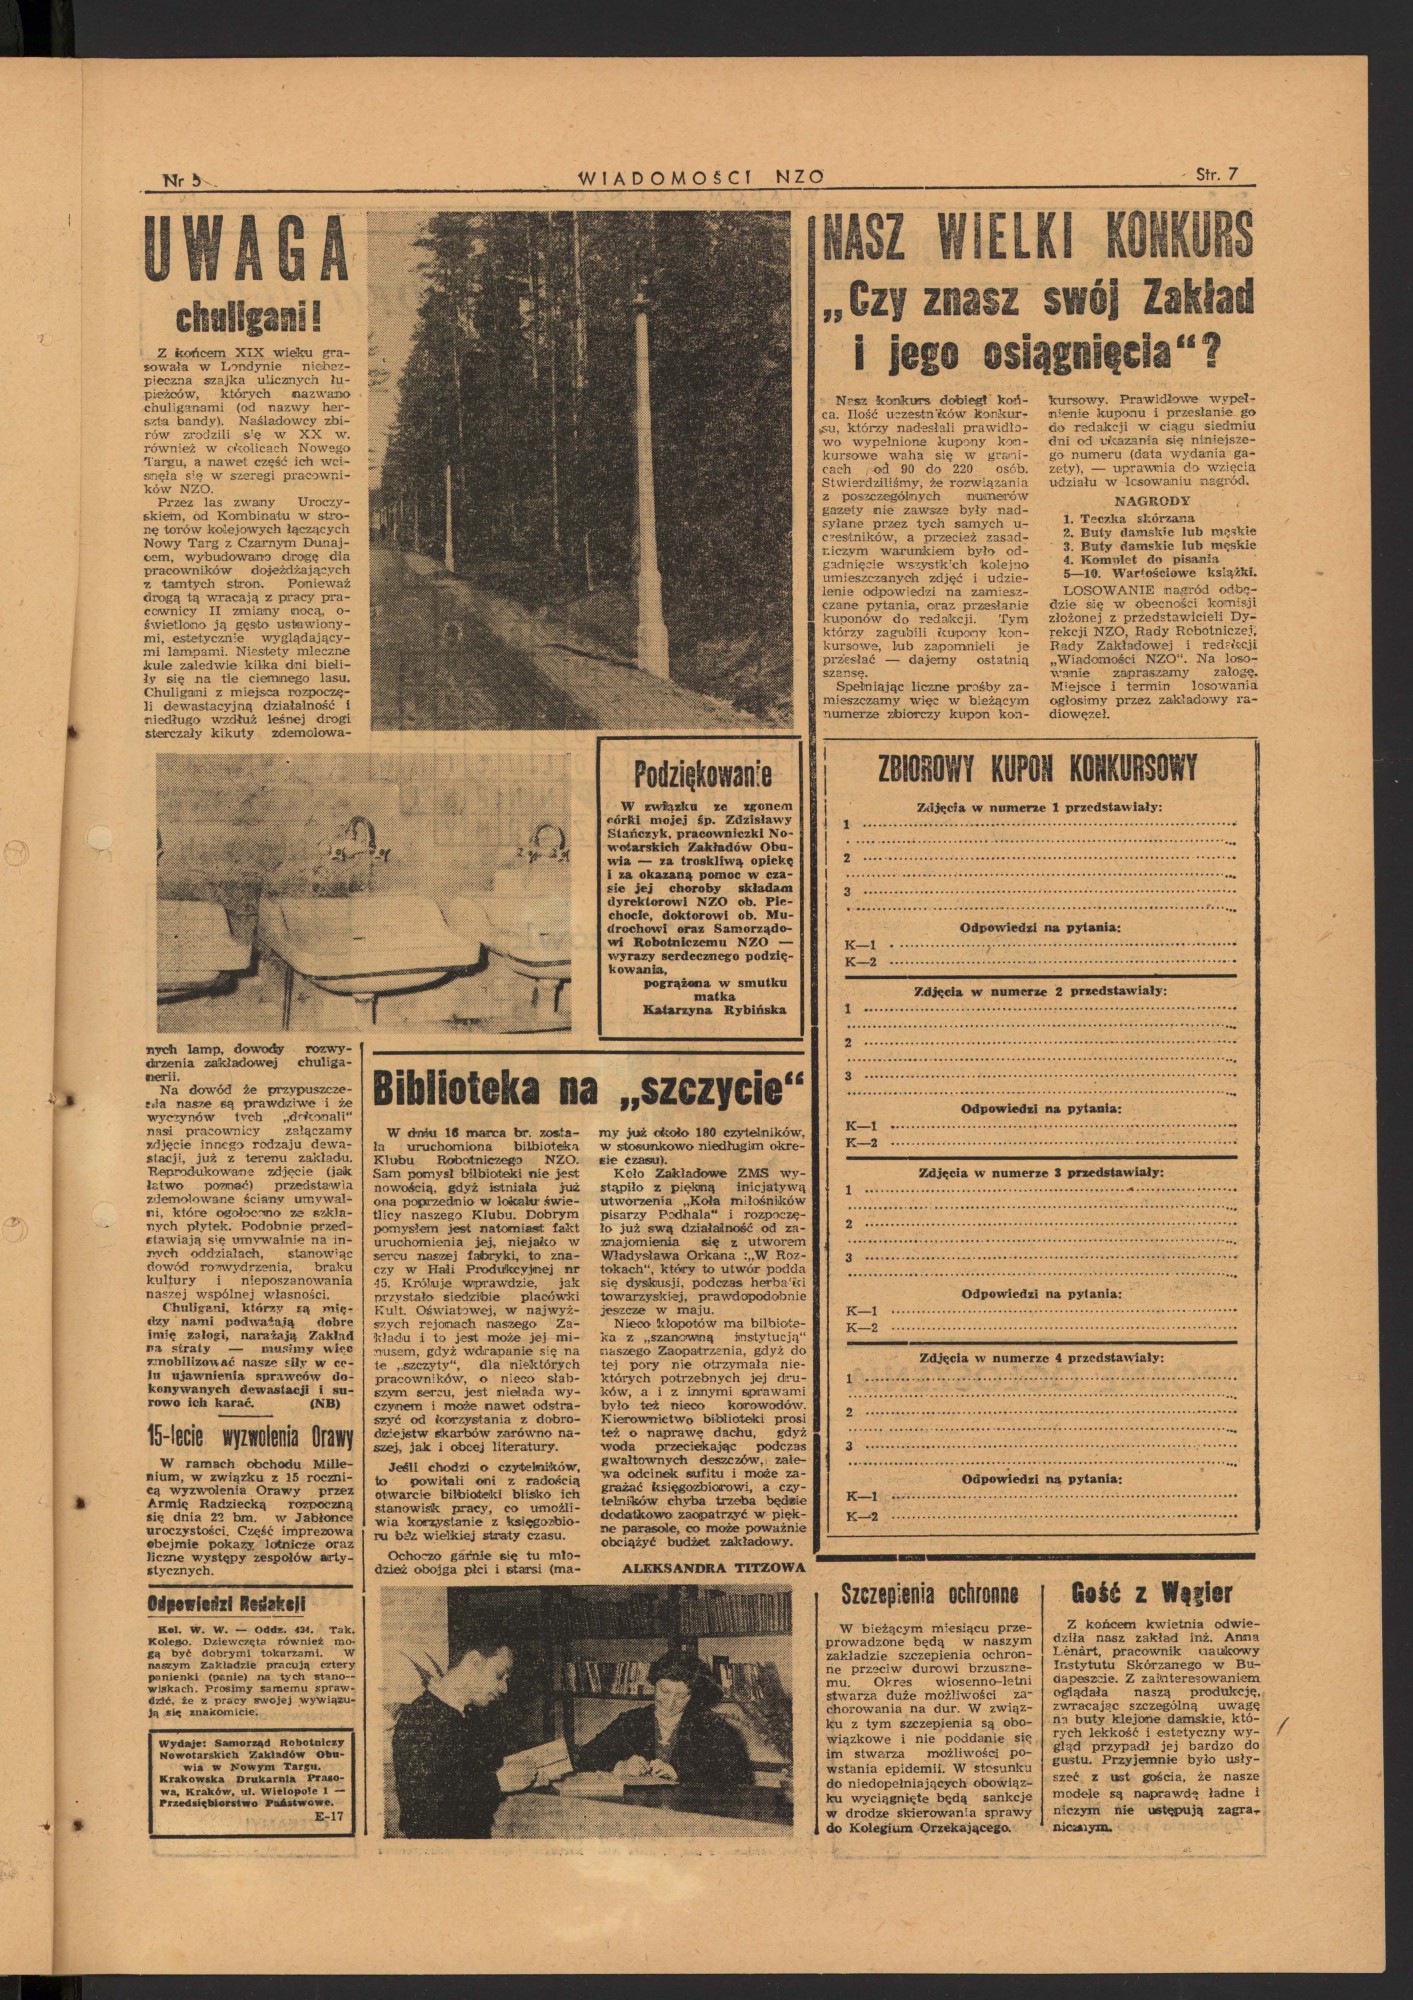 Nr 5
WIADOMOŚCI NZO
Str. 7
UWAGA
chuligani!
Z końcem XIX wieku gra-
sowała w Londynie niebez-
pieczna szajka ulicznych łu-
pieżców, których nazwano
chuliganami (od nazwy her-
szta bandy). Naśladowcy zbi-
rów zrodzili się w XX w.
również w okolicach Nowego
Targu, a nawet część ich wci-
snęła się w szeregi pracowni-
ków NZO.
Przez las zwany Uroczy-
skiem, od Kombinatu w stro-
nę torów kolejowych łączących
Nowy Targ z Czarnym Dunaj-
cem, wybudowano drogę dla
pracowników dojeżdżających
z tamtych stron. Ponieważ
drogą tą wracają z pracy pra-
cownicy II zmiany nocą, o-
świetlono ją gęsto ustawiony-
mi, estetycznie wyglądający-
mi lampami. Niestety mleczne
kule zaledwie kilka dni bieli-
ły się na tle ciemnego lasu.
Chuligani z miejsca rozpoczę-
li dewastacyjną działalność i
niedługo wzdłuż leśnej drogi
sterczały kikuty zdemolowa-
nych lamp, dowody rozwy-
drzenia zakładowej chuliga-
nerii.
Na dowód że przypuszcze-
nia nasze są prawdziwe i że
wyczynów tych „dokonali"
nasi pracownicy załączamy
zdjęcie innego rodzaju dewa-
stacji, już z terenu zakładu.
Reprodukowane zdjęcie (jak
łatwo poznać) przedstawia
zdemolowane ściany umywal-
ni, które ogołocono ze szkla-
nych płytek. Podobnie przed-
stawiają się umywalnie na in-
nych oddziałach, stanowiąc
dowód rozwydrzenia, braku
kultury i nieposzanowania
naszej wspólnej własności.
Chuligani, którzy są mię-
dzy nami podważają dobre
imię załogi, narażają Zakład
na straty — musimy więc
zmobilizować nasze siły w ce-
lu ujawnienia sprawców do-
konywanych dewastacji i su-
rowo ich karać. (NB)
15-lecie wyzwolenia Orawy
W ramach obchodu Mille-
nium, w związku z 15 roczni-
cą wyzwolenia Orawy przez
Armię Radziecką rozpoczną
się dnia 22 bm. w Jabłonce
uroczystości. Część imprezowa
obejmie pokazy lotnicze oraz
liczne występy zespołów arty-
stycznych.
Odpowiedzi Redakcji
Kol. W. W. — Oddz. 434. Tak,
Kolego. Dziewczęta również mo-
gą być dobrymi tokarzami. W
naszym Zakładzie pracują cztery
panienki (panie) na tych stano-
wiskach. Prosimy samemu spraw-
dzić, że z pracy swojej wywiązu-
ją się znakomicie.
Wydaje: Samorząd Robotniczy
Nowotarskich Zakładów Obu-
wia w Nowym Targu.
Krakowska Drukarnia Praso-
wa, Kraków, ul. Wielopole 1 —
Przedsiębiorstwo Państwowe.
E-17
Podziękowanie
W związku ze zgonem
córki mojej śp. Zdzisławy
Stańczyk, pracowniczki No-
wotarskich Zakładów Obu-
wia — za troskliwą opiekę
i za okazaną pomoc w cza-
sie jej choroby składam
dyrektorowi NZO ob. Pie-
chocie, doktorowi ob. Mu-
drochowi oraz Samorządo-
wi Robotniczemu NZO —
wyrazy serdecznego podzię-
kowania,
pogrążona w smutku
matka
Katarzyna Rybińska
Biblioteka na „szczycie"
W dniu 16 marca br. zosta-
ła uruchomiona bilbioteka
Klubu Robotniczego NZO.
Sam pomysł bilbioteki nie jest
nowością, gdyż istniała już
ona poprzednio w lokalu świe-
tlicy naszego Klubu. Dobrym
pomysłem jest natomiast fakt
uruchomienia jej, niejako w
sercu naszej fabryki, to zna-
czy w Hali Produkcyjnej nr
45. Króluje wprawdzie, jak
przystało siedzibie placówki
Kult. Oświatowej, w najwyż-
szych rejonach naszego Za-
kładu i to jest może jej mi-
nusem, gdyż wdrapanie się na
te „szczyty", dla niektórych
pracowników, o nieco słab-
szym sercu, jest nielada wy-
czynem i może nawet odstra-
szyć od korzystania z dobro-
dziejstw skarbów zarówno na-
szej, jak i obcej literatury.
Jeśli chodzi o czytelników,
to powitali oni z radością
otwarcie bilbioteki blisko ich
stanowisk pracy, co umożli-
wia korzystanie z księgozbio-
ru bez wielkiej straty czasu.
Ochoczo garnie się tu mło-
dzież obojga płci i starsi (ma-
my już około 180 czytelników,
w stosunkowo niedługim okre-
sie czasu).
Koło Zakładowe ZMS wy-
stąpiło z piękną inicjatywą
utworzenia „Koła miłośników
pisarzy Podhala" i rozpoczę-
ło już swą działalność od za-
znajomienia się z utworem
Władysława Orkana :„W Roz-
tokach", który to utwór podda
się dyskusji, podczas herbatki
towarzyskiej, prawdopodobnie
jeszcze w maju.
Nieco kłopotów ma bilbiote-
ka z „szanowną instytucją"
naszego Zaopatrzenia, gdyż do
tej pory nie otrzymała nie-
których potrzebnych jej dru-
ków, a i z innymi sprawami
było też nieco korowodów.
Kierownictwo biblioteki prosi
też o naprawę dachu, gdyż
woda przeciekając podczas
gwałtownych deszczów, zale-
wa odcinek sufitu i może za-
grażać księgozbiorowi, a czy-
telników chyba trzeba będzie
dodatkowo zaopatrzyć w pięk-
ne parasole, co może poważnie
obciążyć budżet zakładowy.
ALEKSANDRA TITZOWA
NASZ WIELKI KONKURS
„Czy znasz swój Zakład
i jego osiągnięcia"?
Nasz konkurs dobiegł koń-
ca. Ilość uczestników konkur-
su, którzy nadesłali prawidło-
wo wypełnione kupony kon-
kursowe waha się w grani-
cach od 90 do 220 osób.
Stwierdziliśmy, że rozwiązania
z poszczególnych numerów
gazety nie zawsze były nad-
syłane przez tych samych u-
czestników, a przecież zasad-
niczym warunkiem było od-
gadnięcie wszystkich kolejno
umieszczanych zdjęć i udzie-
lenie odpowiedzi na zamiesz-
czane pytania, oraz przesłanie
kuponów do redakcji. Tym
którzy zagubili kupony kon-
kursowe, lub zapomnieli je
przesłać — dajemy ostatnią
szansę.
Spełniając liczne prośby za-
mieszczamy więc w bieżącym
numerze zbiorczy kupon kon-
kursowy. Prawidłowe wypeł-
nienie kuponu i przesłanie go
do redakcji w ciągu siedmiu
dni od ukazania się niniejsze-
go numeru (data wydania ga-
zety), — uprawnia do wzięcia
udziału w losowaniu nagród.
NAGRODY
1. Teczka skórzana
2. Buty damskie lub męskie
3. Buty damskie lub męskie
4. Komplet do pisania
5—10. Wartościowe książki.
LOSOWANIE nagród odbę-
dzie się w obecności komisji
złożonej z przedstawicieli Dy-
rekcji NZO, Rady Robotniczej,
Rady Zakładowej i redakcji
„Wiadomości NZO". Na loso-
wanie zapraszamy załogę.
Miejsce i termin losowania
ogłosimy przez zakładowy ra-
diowęzeł.
ZBIOROWY KUPON KONKURSOWY
Zdjęcia w numerze 1 przedstawiały:
1
2
3
Odpowiedzi na pytania:
K—1
K—2
Zdjęcia w numerze 2 przedstawiały:
1
2
3
Odpowiedzi na pytania:
K—1
K—2
Zdjęcia w numerze 3 przedstawiały:
1
2
3
Odpowiedzi na pytania:
K—1
K—2
Zdjęcia w numerze 4 przedstawiały:
1
2
3
Odpowiedzi na pytania:
K—1
K—2
Szczepienia ochronne
W bieżącym miesiącu prze-
prowadzone będą w naszym
zakładzie szczepienia ochron-
ne przeciw durowi brzuszne-
mu. Okres wiosenno-letni
stwarza duże możliwości za-
chorowania na dur. W związ-
ku z tym szczepienia są obo-
wiązkowe i nie poddanie się
im stwarza możliwości po-
wstania epidemii. W stosunku
do niedopełniających obowiąz-
ku wyciągnięte będą sankcje
w drodze skierowania sprawy
do Kolegium Orzekającego.
Gość z Węgier
Z końcem kwietnia odwie-
dziła nasz zakład inż. Anna
Lénárt, pracownik naukowy
Instytutu Skórzanego w Bu-
dapeszcie. Z zainteresowaniem
oglądała naszą produkcję,
zwracając szczególną uwagę
na buty klejone damskie, któ-
rych lekkość i estetyczny wy-
gląd przypadł jej bardzo do
gustu. Przyjemnie było usły-
szeć z ust gościa, że nasze
modele są naprawdę ładne i
niczym nie ustępują zagra-
nicznym.